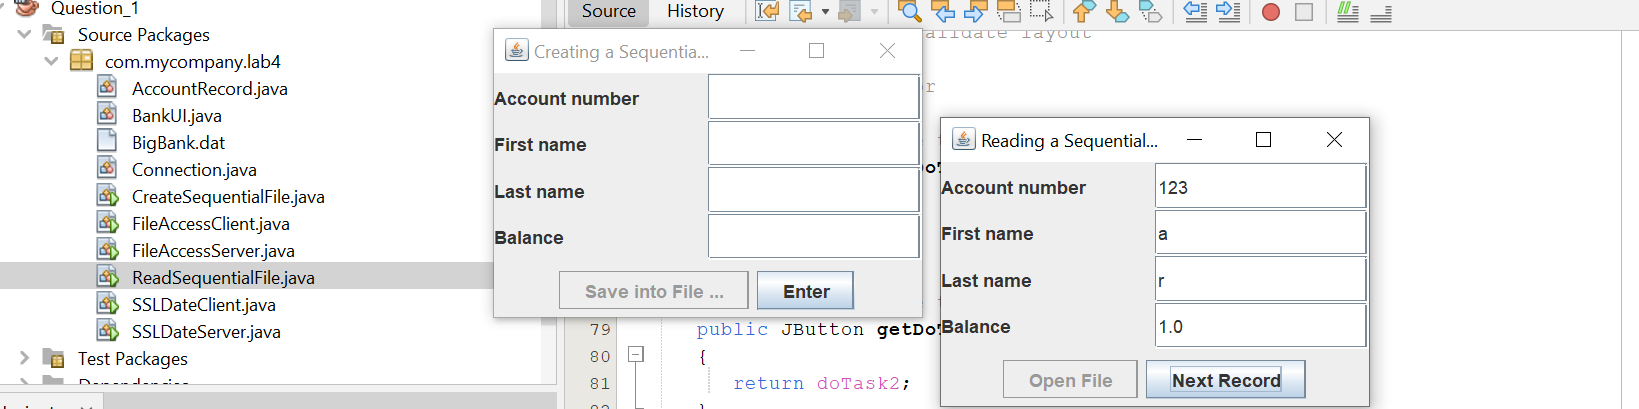 Question_1
Source Packages
com.mycompany.lab4
AccountRecord.java
BankUI.java
BigBank.dat
Connection.java
CreateSequentialFile.java
FileAccessClient.java
FileAccessServer.java
ReadSequentialFile.java
SSLDateClient.java
SSLDateServer.java
Test Packages
Source History
layout
Creating a Sequentia...
Account number
First name
Last name
Balance
Save into File ... Enter
Reading a Sequential...
Account number 123
First name a
Last name r
Balance 1.0
Open File Next Record
79 public JButton getDo
80 {
81 return doTask2;